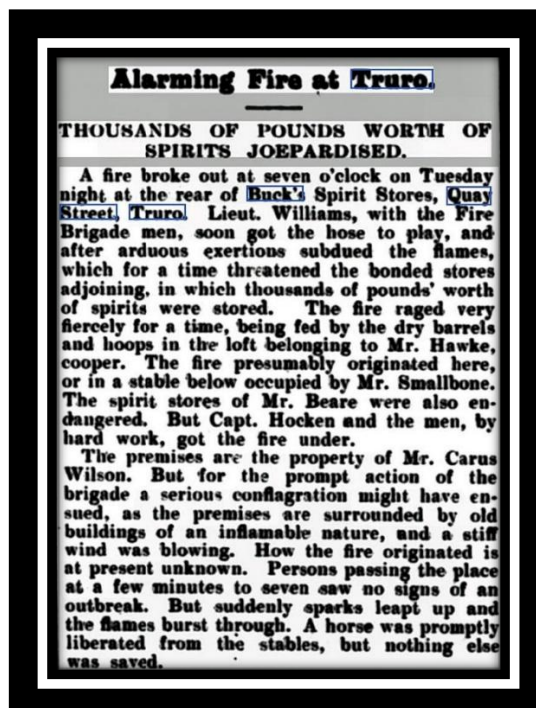 Alarming Fire at Truro.
THOUSANDS OF POUNDS WORTH OF
SPIRITS JOEPARDISED.
A fire broke out at seven o'clock on Tuesday
night at the rear of Buck's Spirit Stores, Quay
Street, Truro. Lieut. Williams, with the Fire
Brigade men, soon got the hose to play, and
after arduous exertions subdued the flames,
which for a time threatened the bonded stores
adjoining, in which thousands of pounds' worth
of spirits were stored. The fire raged very
fiercely for a time, being fed by the dry barrels
and hoops in the loft belonging to Mr. Hawke,
cooper. The fire presumably originated here,
or in a stable below occupied by Mr. Smallbone.
The spirit stores of Mr. Beare were also en-
dangered. But Capt. Hocken and the men, by
hard work, got the fire under.
The premises are the property of Mr. Carus
Wilson. But for the prompt action of the
brigade a serious conflagration might have en-
sued, as the premises are surrounded by old
buildings of an inflamable nature, and a stiff
wind was blowing. How the fire originated is
at present unknown. Persons passing the place
at a few minutes to seven saw no signs of an
outbreak. But suddenly sparks leapt up and
the flames burst through. A horse was promptly
liberated from the stables, but nothing else
was saved.